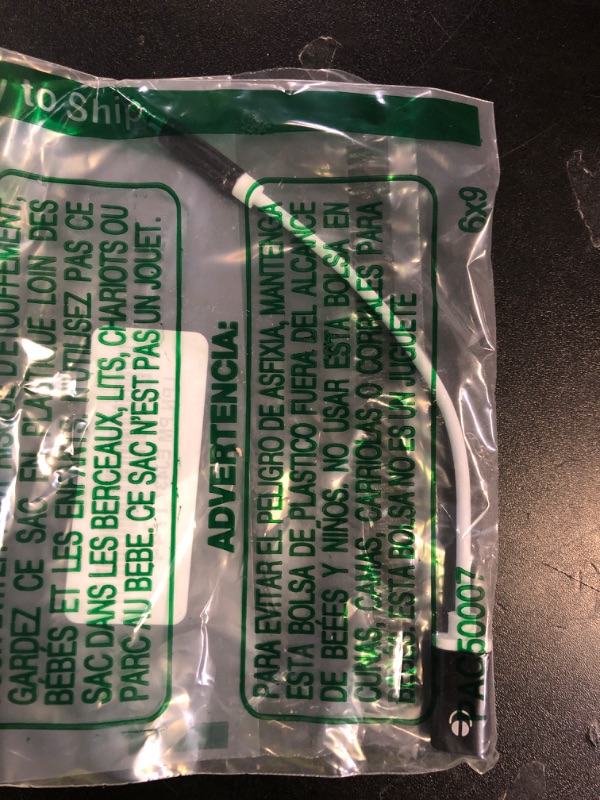 to Ship
6x9
GARDEZ CE SAC EN PLASTIQUE LOIN DES
BÉBÉS ET LES ENFANTS. N'UTILISEZ PAS CE
SAC DANS LES BERCEAUX, LITS, CHARIOTS OU
PARC AU BEBE. CE SAC N'EST PAS UN JOUET.
ADVERTENCIA:
PARA EVITAR EL PELIGRO DE ASFIXIA, MANTENGA
ESTA BOLSA DE PLASTICO FUERA DEL ALCANCE
DE BEÉES Y NIÑOS. NO USAR ESTA BOLSA EN
CUNAS, CAMAS, CARRIOLAS O CORRALES PARA
ESTA BOLSA NO ES UN JUGUETE
PAC50007